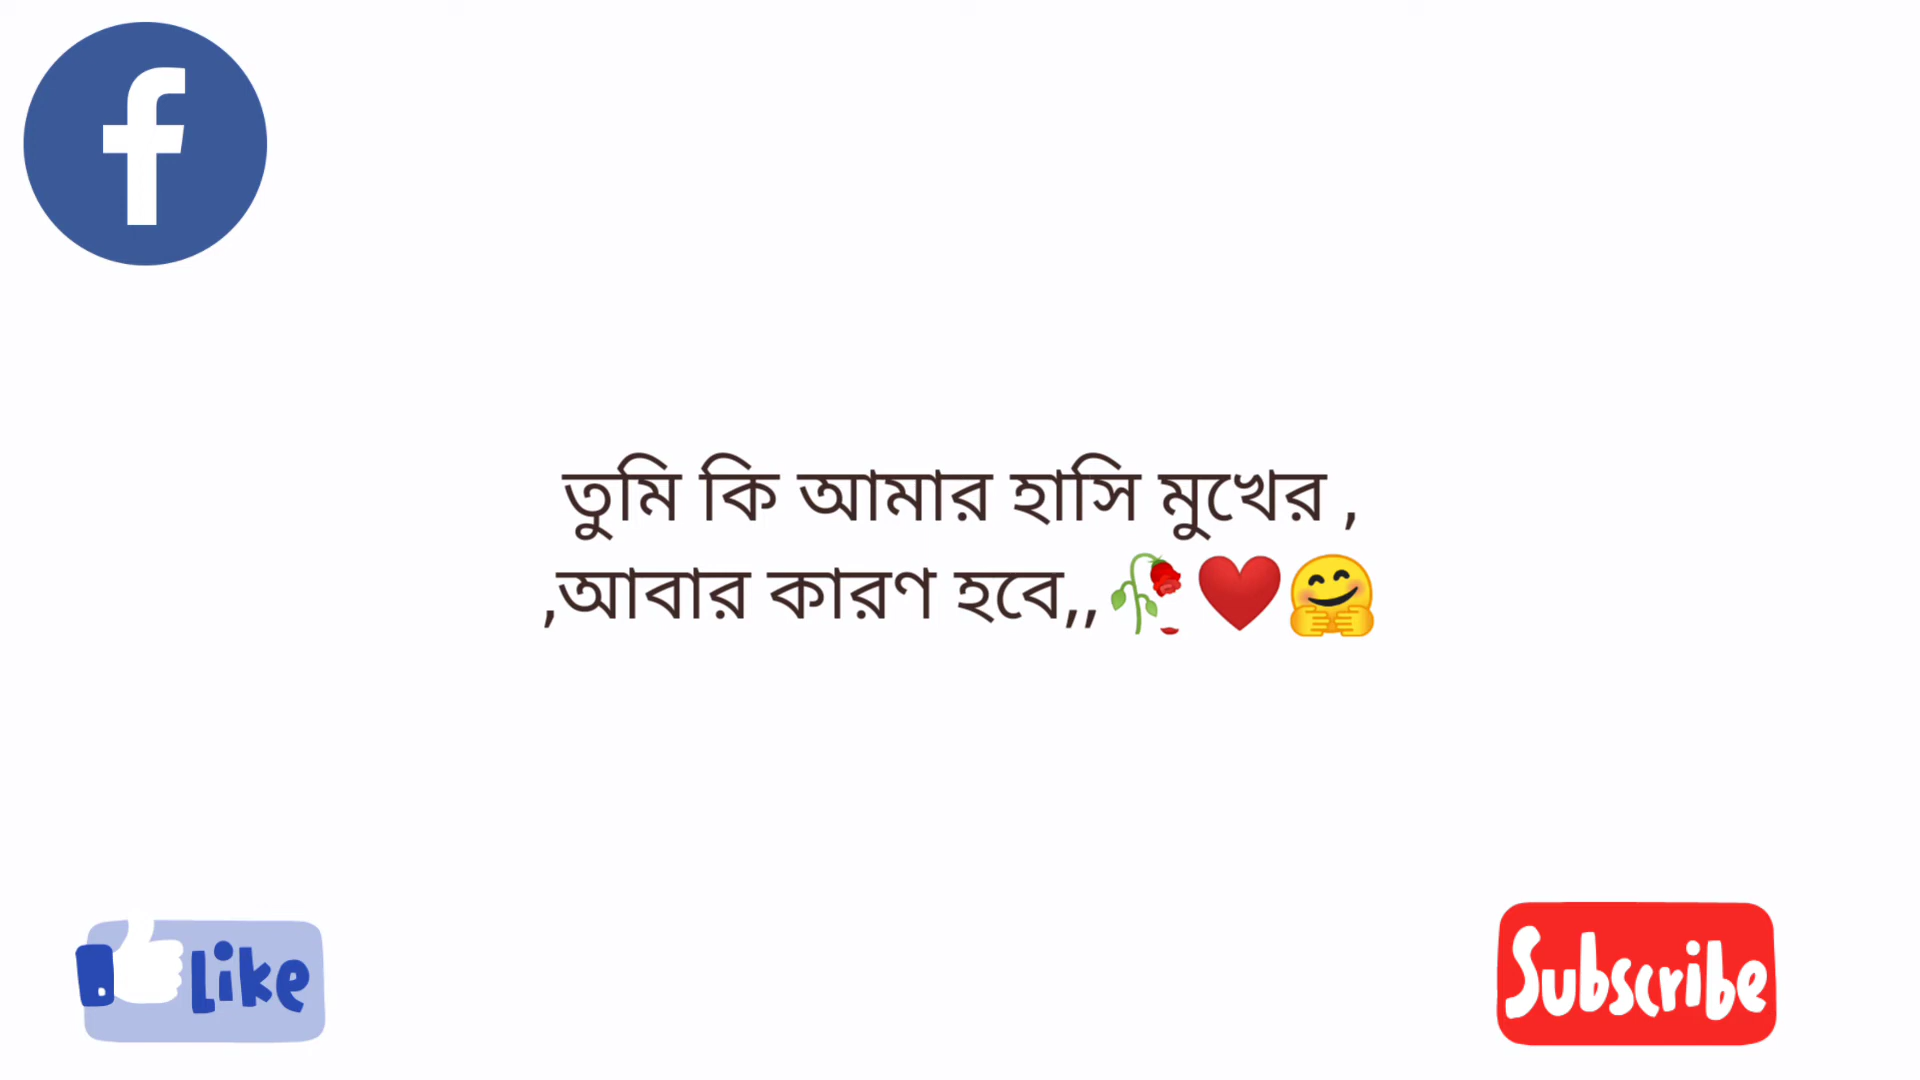 তুমি কি আমার হাসি মুখের ,
,আবার কারণ হবে,,🥀❤️🤗
Like
Subscribe